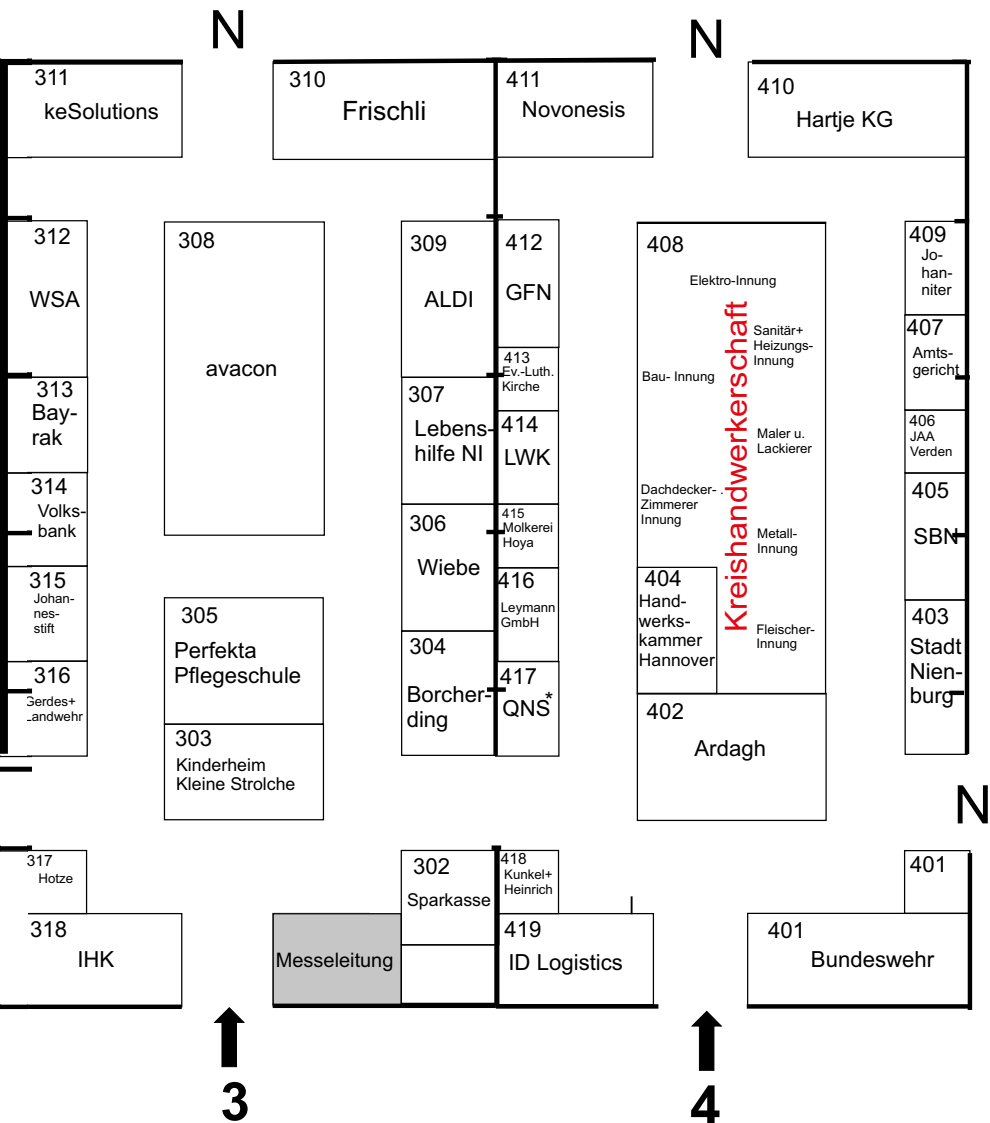 N
N
311
keSolutions
310
Frischli
411
Novonesis
410
Hartje KG
312
WSA
308
avacon
309
ALDI
412
GFN
408
Elektro-Innung
Sanitär+
Heizungs-
Innung
Bau- Innung
Maler u.
Lackierer
Dachdecker- .
Zimmerer
Innung
Metall-
Innung
Fleischer-
Innung
Kreishandwerkerschaft
409
Jo-
han-
niter
413
Ev.-Luth.
Kirche
407
Amts-
gericht
313
Bay-
rak
307
Lebens-
hilfe NI
414
LWK
406
JAA
Verden
314
Volks-
bank
306
Wiebe
415
Molkerei
Hoya
405
SBN
315
Johan-
nes-
stift
305
Perfekta
Pflegeschule
416
Leymann
GmbH
404
Hand-
werks-
kammer
Hannover
403
Stadt
Nien-
burg
316
Gerdes+
Landwehr
304
Borcher-
ding
417
QNS*
402
Ardagh
303
Kinderheim
Kleine Strolche
N
317
Hotze
302
Sparkasse
418
Kunkel+
Heinrich
401
318
IHK
Messeleitung
419
ID Logistics
401
Bundeswehr
3
4